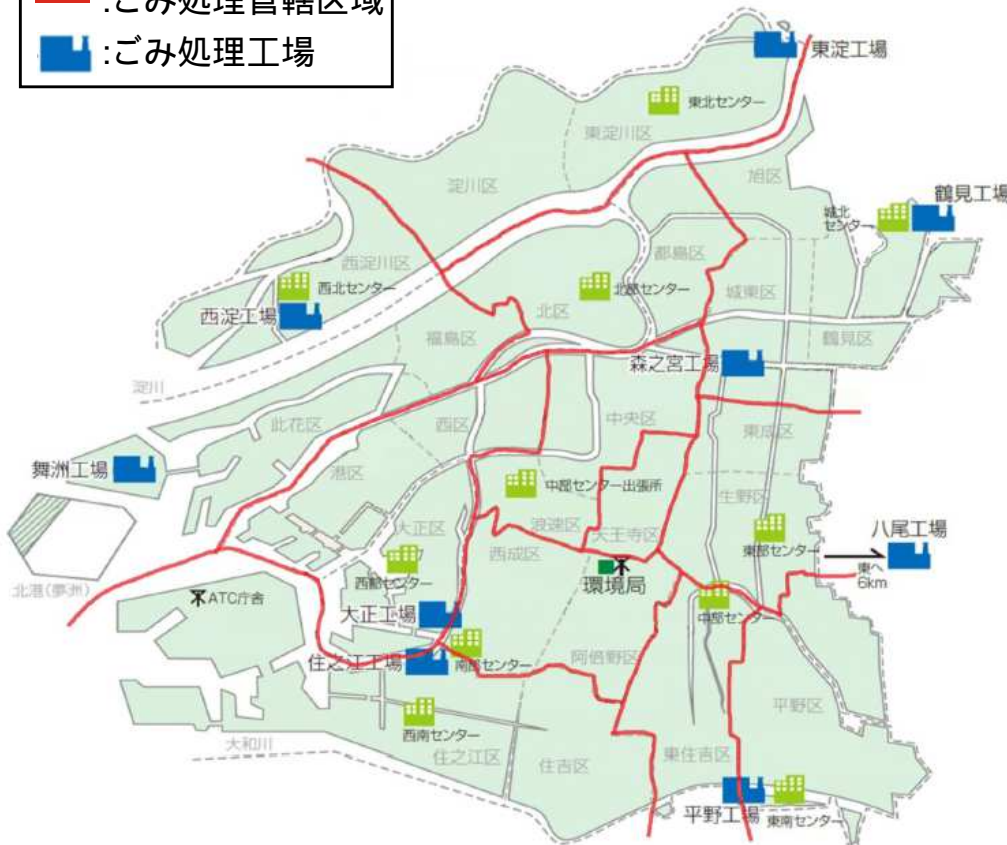 :ごみ処理管轄区域
:ごみ処理工場
東淀工場
東北センター
東淀川区
淀川区
旭区
鶴見工場
城北
センター
都島区
西淀川区
西北センター
北区
北部センター
城東区
西淀工場
福島区
鶴見区
森之宮工場
淀川
此花区
西区
中央区
東成区
舞洲工場
港区
中部センター出張所
生野区
大正区
浪速区
天王寺区
八尾工場
東部センター
西成区
西部センター
東へ
6km
北港(夢洲)
環境局
ATC庁舎
中部センター
大正工場
住之江工場
南部センター
阿倍野区
平野区
西南センター
大和川
住之江区
住吉区
東住吉区
平野工場
東南センター